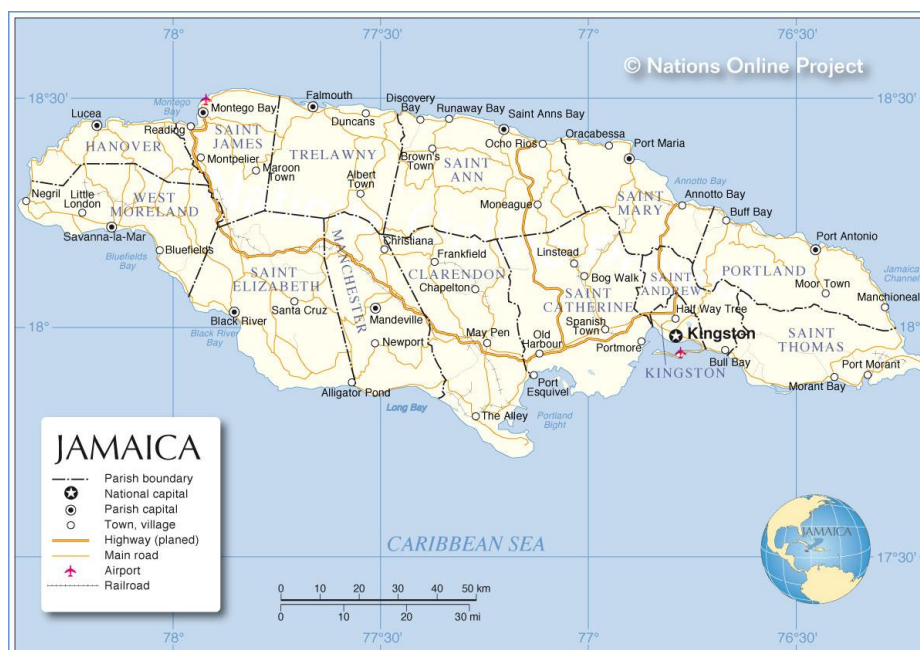 78°
77°30'
77°
76°30'
© Nations Online Project
18°30'
18°30'
Montego
Bay
Montego Bay
Falmouth
Discovery
Bay
Runaway Bay
Saint Anns Bay
Lucea
Reading
Duncans
Ocho Rios
Oracabessa
Port Maria
HANOVER
SAINT
JAMES
Montpelier
Maroon
Town
TRELAWNY
Albert
Town
Brown's
Town
SAINT
ANN
Moneague
SAINT
MARY
Annotto Bay
Annotto Bay
Buff Bay
Negril
Little
London
WEST
MORELAND
Savanna-la-Mar
Bluefields
Bluefields
Bay
Christiana
MANCHESTER
Frankfield
CLARENDON
Chapelton
Linstead
Bog Walk
SAINT
CATHERINE
SAINT
ANDREW
PORTLAND
Port Antonio
Moor Town
Jamaica
Channel
Manchioneal
SAINT
ELIZABETH
Santa Cruz
Mandeville
Newport
May Pen
Old
Harbour
Spanish
Town
Portmore
Half Way Tree
Kingston
KINGSTON
Bull Bay
SAINT
THOMAS
Morant Bay
Port Morant
18°
18°
Black River
Black River
Bay
Alligator Pond
Long Bay
The Alley
Port
Esquivel
Portland
Bight
JAMAICA
Parish boundary
National capital
Parish capital
Town, village
Highway (planed)
Main road
Airport
Railroad
CARIBBEAN SEA
0 10 20 30 40 50 km
0 10 20 30 mi
JAMAICA
17°30'
78°
77°30'
77°
76°30'